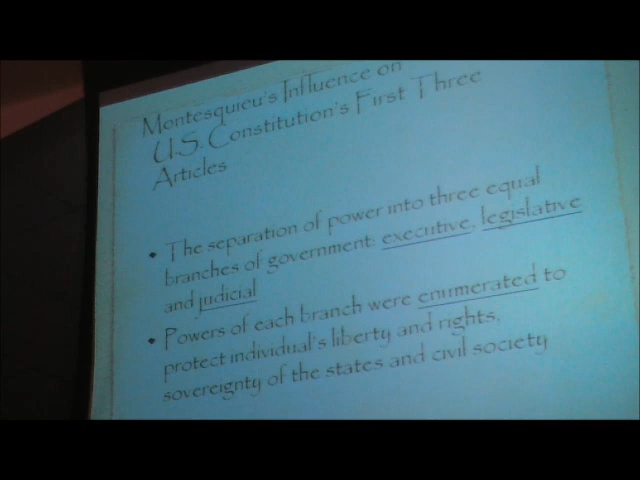 Montesquieu's Influence on
U.S. Constitution's First Three
Articles
• The separation of power into three equal
branches of government: executive, legislative
and judicial
• Powers of each branch were enumerated to
protect individual's liberty and rights,
sovereignty of the states and civil society